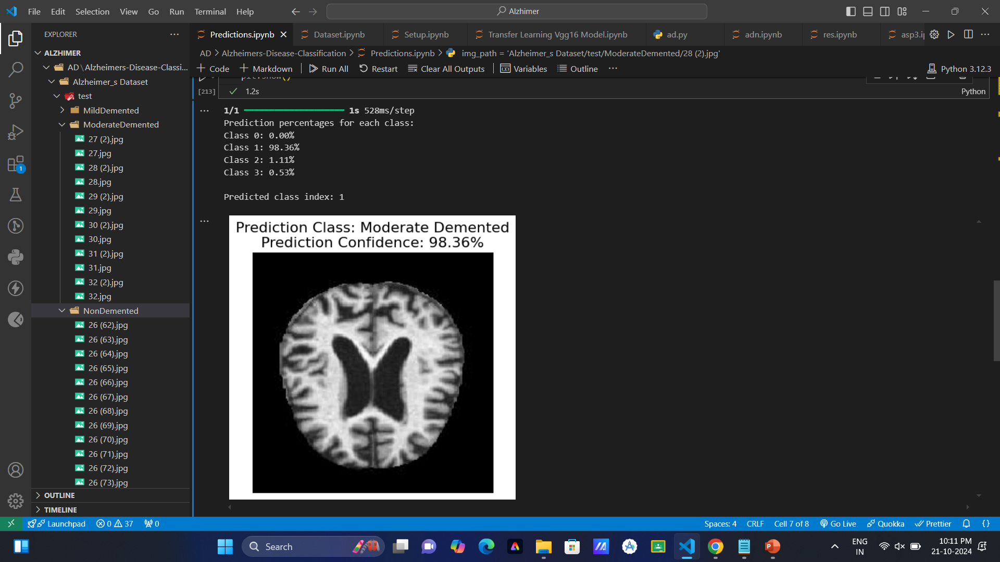 File Edit Selection View Go Run Terminal Help
Alzhimer
EXPLORER
Predictions.ipynb
Dataset.ipynb
Setup.ipynb
Transfer Learning Vgg16 Model.ipynb
ad.py
adn.ipynb
res.ipynb
asp3.i
ALZHIMER
AD\Alzheimers-Disease-Classi...
Alzheimer_s Dataset
test
MildDemented
ModerateDemented
27 (2).jpg
27.jpg
28 (2).jpg
28.jpg
29 (2).jpg
29.jpg
30 (2).jpg
30.jpg
31 (2).jpg
31.jpg
32 (2).jpg
32.jpg
NonDemented
26 (62).jpg
26 (63).jpg
26 (64).jpg
26 (65).jpg
26 (66).jpg
26 (67).jpg
26 (68).jpg
26 (69).jpg
26 (70).jpg
26 (71).jpg
26 (72).jpg
26 (73).jpg
OUTLINE
TIMELINE
AD > Alzheimers-Disease-Classification > Predictions.ipynb > img_path = 'Alzheimer_s Dataset/test/ModerateDemented/28 (2).jpg'
+ Code + Markdown Run All Restart Clear All Outputs Variables Outline ...
Python 3.12.3
plt.show()
[213] 1.2s
Python
1/1 1s 528ms/step
Prediction percentages for each class:
Class 0: 0.00%
Class 1: 98.36%
Class 2: 1.11%
Class 3: 0.53%
Predicted class index: 1
Prediction Class: Moderate Demented
Prediction Confidence: 98.36%
1
Launchpad 0 37 0
Spaces: 4 CRLF Cell 7 of 8 Go Live Quokka Prettier {}
Search
ENG
IN
10:11 PM
21-10-2024